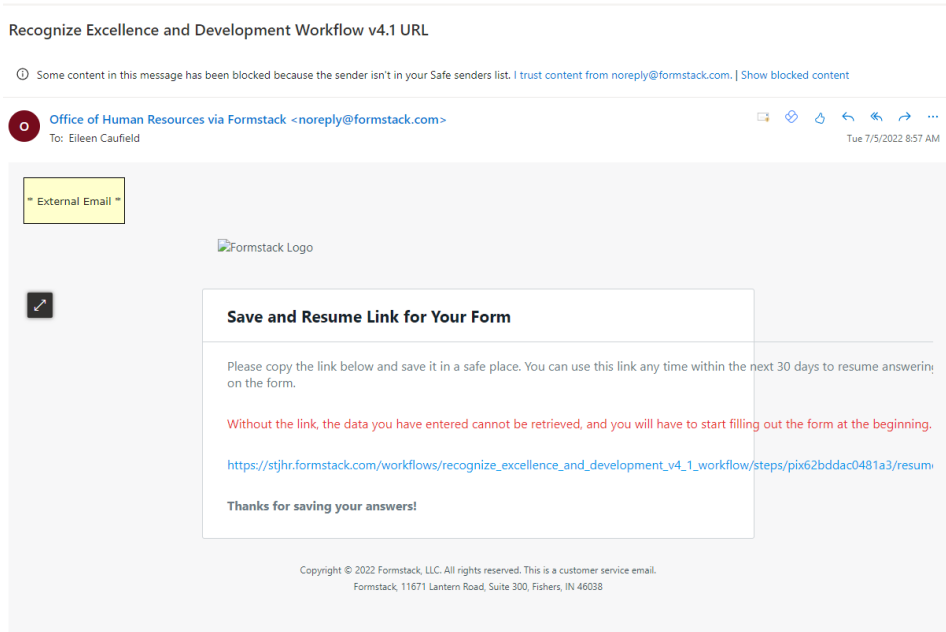 Recognize Excellence and Development Workflow v4.1 URL
Some content in this message has been blocked because the sender isn't in your Safe senders list. I trust content from noreply@formstack.com. | Show blocked content
O
Office of Human Resources via Formstack <noreply@formstack.com>
To: Eileen Caufield
Tue 7/5/2022 8:57 AM
* External Email *
Formstack Logo
Save and Resume Link for Your Form
Please copy the link below and save it in a safe place. You can use this link any time within the next 30 days to resume answering
on the form.
Without the link, the data you have entered cannot be retrieved, and you will have to start filling out the form at the beginning.
https://stjhr.formstack.com/workflows/recognize_excellence_and_development_v4_1_workflow/steps/pix62bddac0481a3/resume
Thanks for saving your answers!
Copyright © 2022 Formstack, LLC. All rights reserved. This is a customer service email.
Formstack, 11671 Lantern Road, Suite 300, Fishers, IN 46038